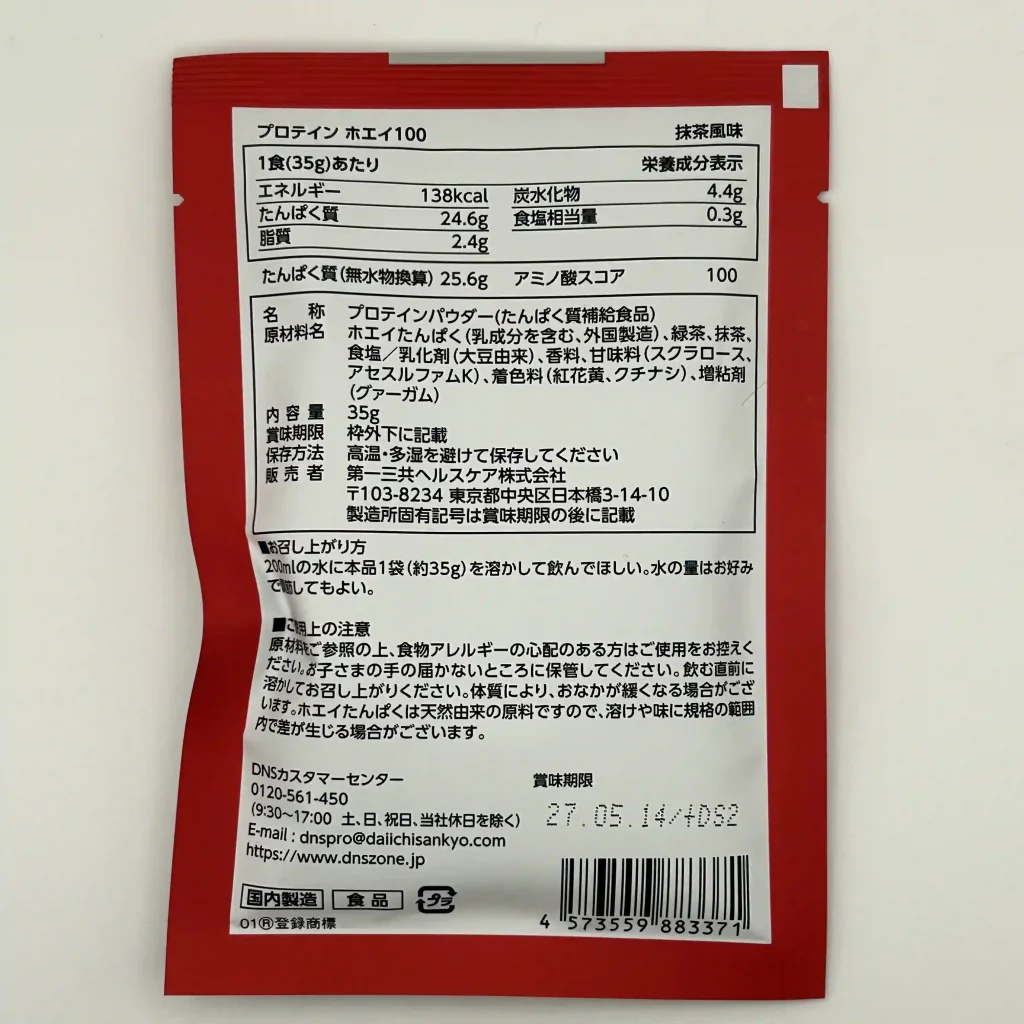 プロテイン ホエイ100 抹茶風味
1食(35g)あたり 栄養成分表示
エネルギー 138kcal 炭水化物 4.4g
たんぱく質 24.6g 食塩相当量 0.3g
脂質 2.4g
たんぱく質(無水物換算) 25.6g アミノ酸スコア 100
名称 プロテインパウダー(たんぱく質補給食品)
原材料名 ホエイたんぱく(乳成分を含む、外国製造)、緑茶、抹茶、
食塩／乳化剤(大豆由来)、香料、甘味料(スクラロース、
アセスルファムK)、着色料(紅花黄、クチナシ)、増粘剤
(グァーガム)
内容量 35g
賞味期限 枠外下に記載
保存方法 高温・多湿を避けて保存してください
販売者 第一三共ヘルスケア株式会社
〒103-8234 東京都中央区日本橋3-14-10
製造所固有記号は賞味期限の後に記載
■お召し上がり方
200mlの水に本品1袋(約35g)を溶かして飲んでほしい。水の量はお好み
で調節してもよい。
■ご使用上の注意
原材料をご参照の上、食物アレルギーの心配のある方はご使用をお控えく
ださい。お子さまの手の届かないところに保管してください。飲む直前に
溶かしてお召し上がりください。体質により、おなかが緩くなる場合がござ
います。ホエイたんぱくは天然由来の原料ですので、溶けや味に規格の範囲
内で差が生じる場合がございます。
DNSカスタマーセンター
0120-561-450
(9:30〜17:00 土、日、祝日、当社休日を除く)
E-mail : dnspro@daiichisankyo.com
https://www.dnszone.jp
賞味期限
27.05.14/+DS2
国内製造 食品 プラ
01Ⓡ登録商標
4 573559 883371